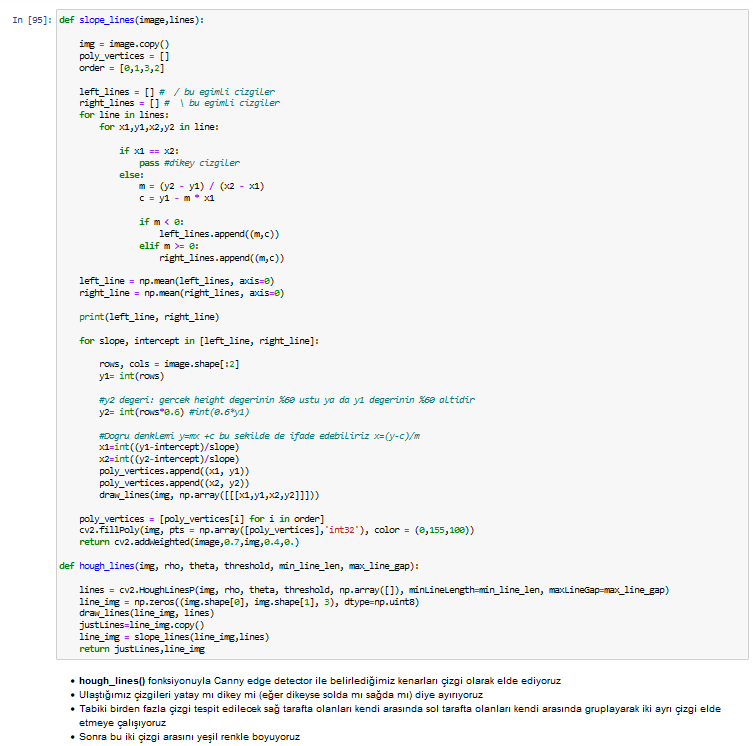 In [95]: def slope_lines(image,lines):
img = image.copy()
poly_vertices = []
order = [0,1,3,2]
left_lines = [] # / bu egimli cizgiler
right_lines = [] # \ bu egimli cizgiler
for line in lines:
for x1,y1,x2,y2 in line:
if x1 == x2:
pass #dikey cizgiler
else:
m = (y2 - y1) / (x2 - x1)
c = y1 - m * x1
if m < 0:
left_lines.append((m,c))
elif m >= 0:
right_lines.append((m,c))
left_line = np.mean(left_lines, axis=0)
right_line = np.mean(right_lines, axis=0)
print(left_line, right_line)
for slope, intercept in [left_line, right_line]:
rows, cols = image.shape[:2]
y1= int(rows)
#y2 degeri: gercek height degerinin %60 ustu ya da y1 degerinin %60 altidir
y2= int(rows*0.6) #int(0.6*y1)
#Dogru denklemi y=mx +c bu sekilde de ifade edebiliriz x=(y-c)/m
x1=int((y1-intercept)/slope)
x2=int((y2-intercept)/slope)
poly_vertices.append((x1, y1))
poly_vertices.append((x2, y2))
draw_lines(img, np.array([[[x1,y1,x2,y2]]]))
poly_vertices = [poly_vertices[i] for i in order]
cv2.fillPoly(img, pts = np.array([poly_vertices],'int32'), color = (0,155,100))
return cv2.addWeighted(image,0.7,img,0.4,0.)
def hough_lines(img, rho, theta, threshold, min_line_len, max_line_gap):
lines = cv2.HoughLinesP(img, rho, theta, threshold, np.array([]), minLineLength=min_line_len, maxLineGap=max_line_gap)
line_img = np.zeros((img.shape[0], img.shape[1], 3), dtype=np.uint8)
draw_lines(line_img, lines)
justLines=line_img.copy()
line_img = slope_lines(line_img,lines)
return justLines,line_img
• hough_lines() fonksiyonuyla Canny edge detector ile belirlediğimiz kenarları çizgi olarak elde ediyoruz
• Ulaştığımız çizgileri yatay mı dikey mi (eğer dikeyse solda mı sağda mı) diye ayırıyoruz
• Tabiki birden fazla çizgi tespit edilecek sağ tarafta olanları kendi arasında sol tarafta olanları kendi arasında gruplayarak iki ayrı çizgi elde
etmeye çalışıyoruz
• Sonra bu iki çizgi arasını yeşil renkle boyuyoruz